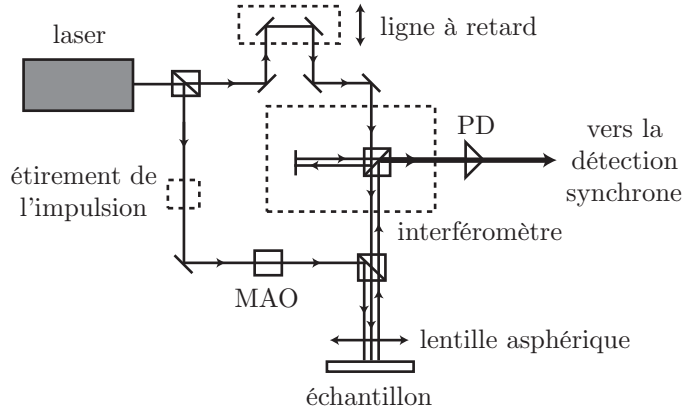 laser
ligne à retard
PD
vers la
détection
synchrone
étirement de
l'impulsion
interféromètre
MAO
lentille asphérique
échantillon